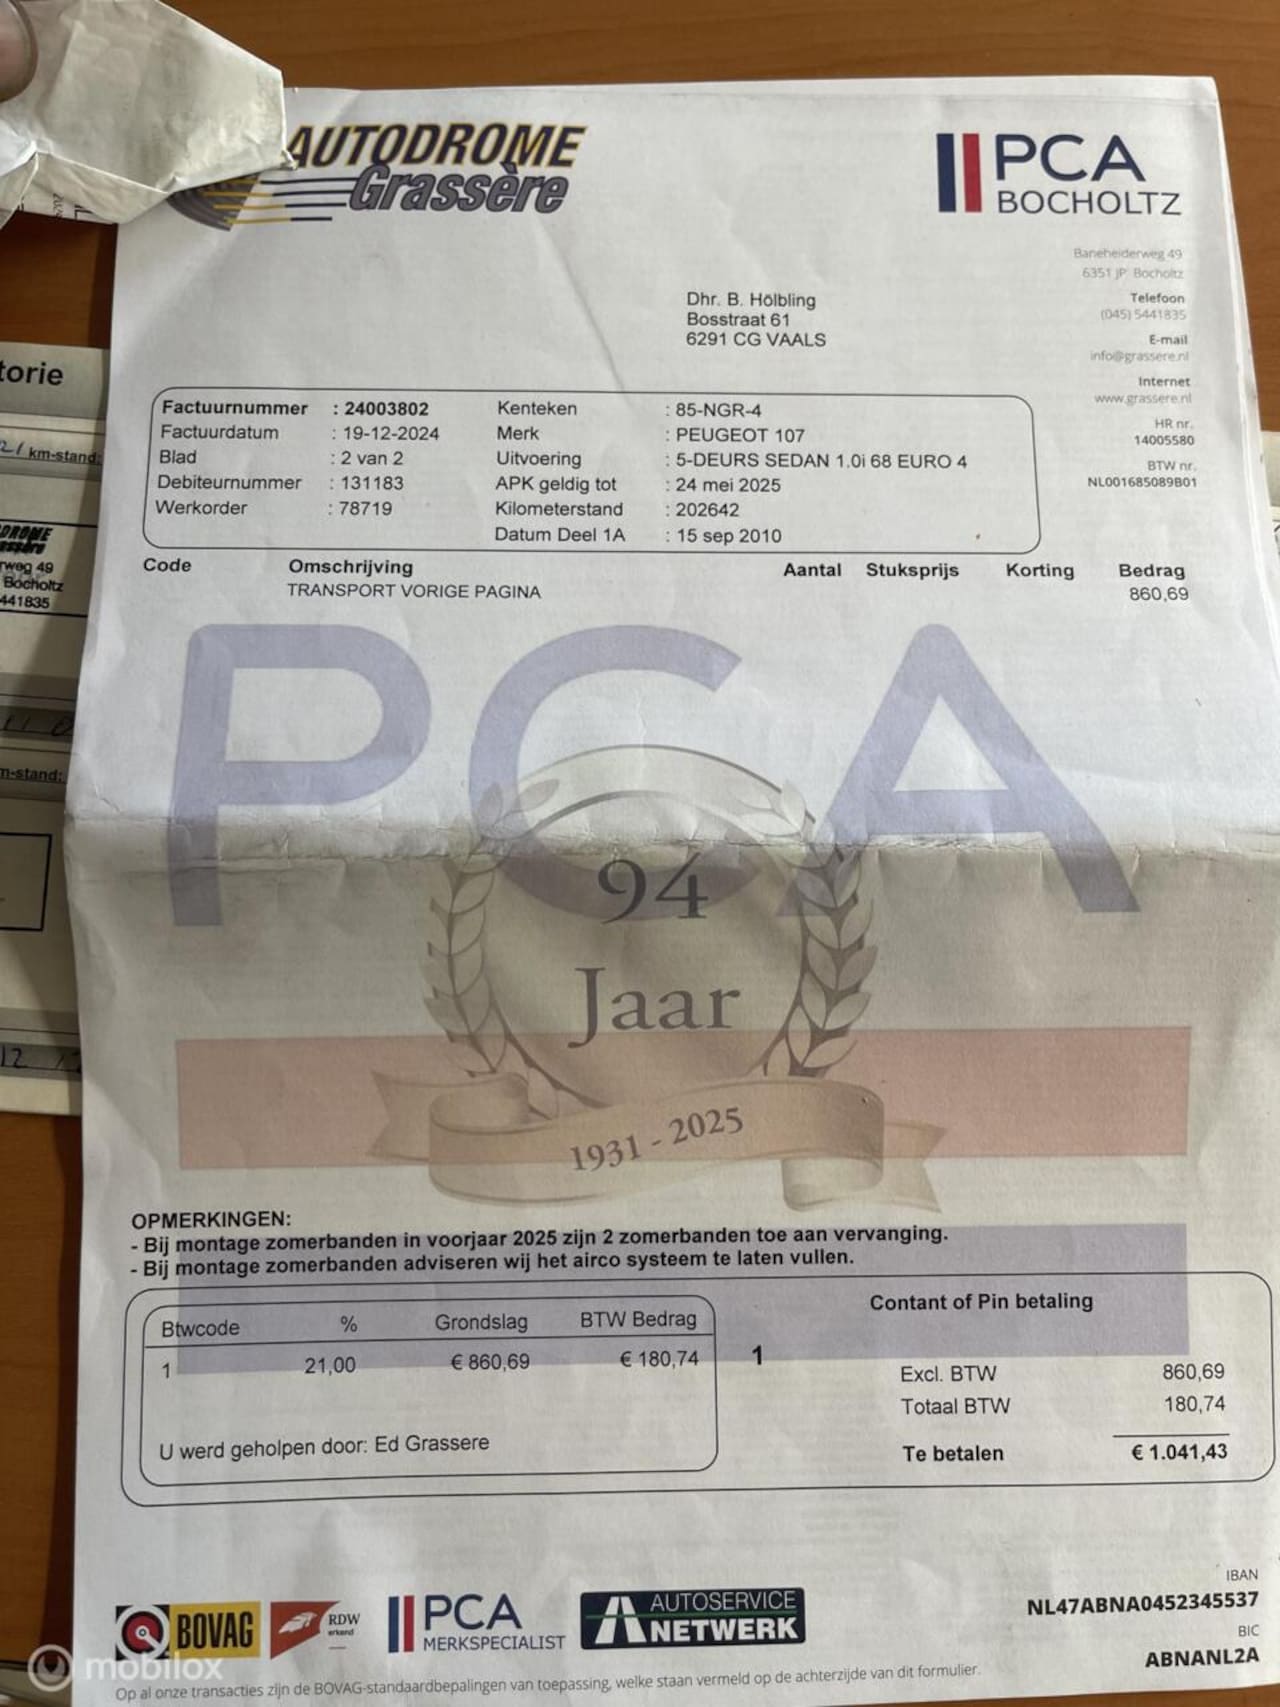 AUTODROME
Grassère
PCA
BOCHOLTZ
Baneheiderweg 49
6351 JP Bocholtz
Telefoon
(045) 5441835
E-mail
info@grassere.nl
Internet
www.grassere.nl
HR nr.
14005580
BTW nr.
NL001685089B01
Dhr. B. Hölbling
Bosstraat 61
6291 CG VAALS
Factuurnummer : 24003802 Kenteken : 85-NGR-4
Factuurdatum : 19-12-2024 Merk : PEUGEOT 107
Blad : 2 van 2 Uitvoering : 5-DEURS SEDAN 1.0i 68 EURO 4
Debiteurnummer : 131183 APK geldig tot : 24 mei 2025
Werkorder : 78719 Kilometerstand : 202642
Datum Deel 1A : 15 sep 2010
Code Omschrijving Aantal Stuksprijs Korting Bedrag
TRANSPORT VORIGE PAGINA 860,69
PCA
94
Jaar
1931 - 2025
OPMERKINGEN:
- Bij montage zomerbanden in voorjaar 2025 zijn 2 zomerbanden toe aan vervanging.
- Bij montage zomerbanden adviseren wij het airco systeem te laten vullen.
Btwcode % Grondslag BTW Bedrag
1 21,00 € 860,69 € 180,74
1
U werd geholpen door: Ed Grassere
Contant of Pin betaling
Excl. BTW 860,69
Totaal BTW 180,74
Te betalen € 1.041,43
BOVAG
RDW
erkend
PCA
MERKSPECIALIST
AUTOSERVICE
NETWERK
IBAN
NL47ABNA0452345537
BIC
ABNANL2A
Op al onze transacties zijn de BOVAG-standaardbepalingen van toepassing, welke staan vermeld op de achterzijde van dit formulier.
mobilox
torie
km-stand:
DROME
rweg 49
Bocholtz
441835
m-stand: